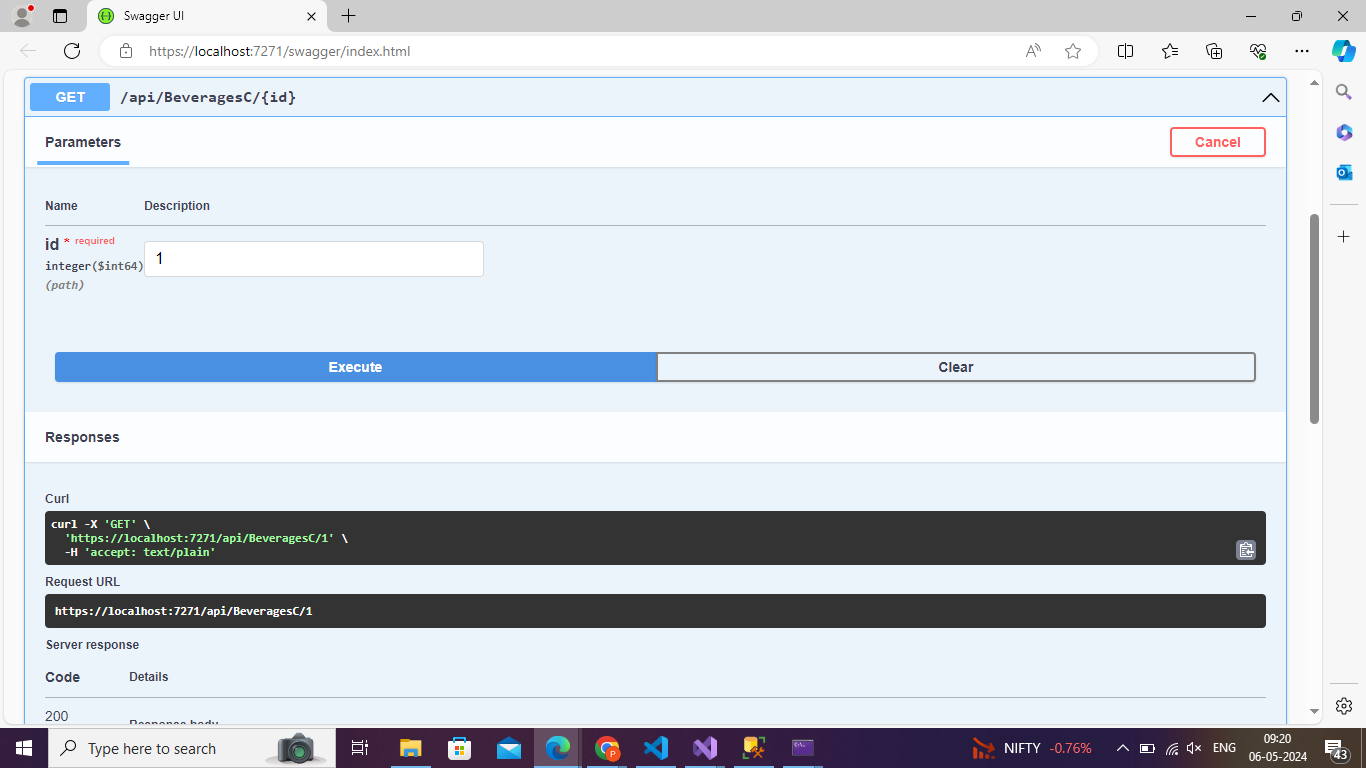 Swagger UI
https://localhost:7271/swagger/index.html
GET /api/BeveragesC/{id}
Parameters
Cancel
Name Description
id * required
integer($int64)
(path)
1
Execute Clear
Responses
Curl
curl -X 'GET' \
'https://localhost:7271/api/BeveragesC/1' \
-H 'accept: text/plain'
Request URL
https://localhost:7271/api/BeveragesC/1
Server response
Code Details
200
Response body
Type here to search
NIFTY -0.76%
ENG
09:20
06-05-2024
43